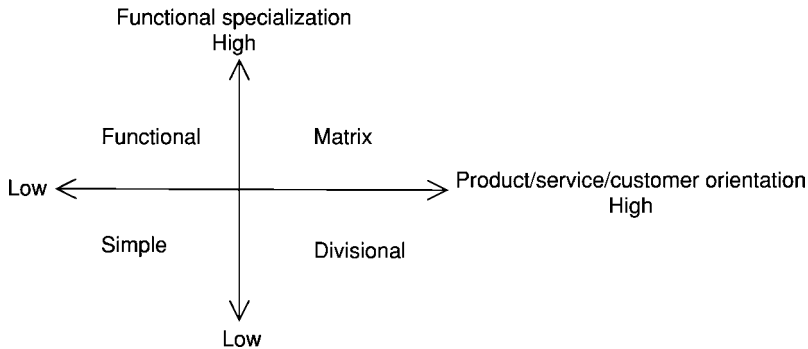 Functional specialization
High
Functional
Matrix
Low
Product/service/customer orientation
High
Simple
Divisional
Low